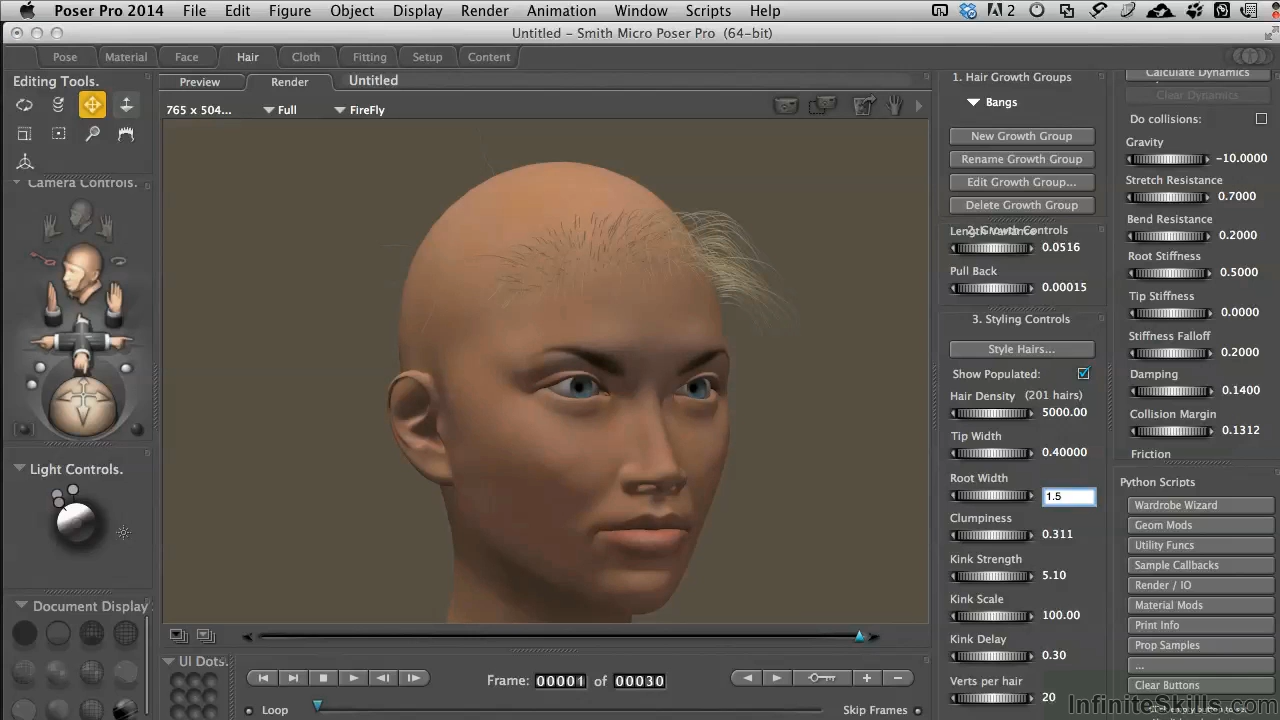 Poser Pro 2014 File Edit Figure Object Display Render Animation Window Scripts Help 2
Untitled - Smith Micro Poser Pro (64-bit)
Pose Material Face Hair Cloth Fitting Setup Content
Editing Tools.
Camera Controls.
Light Controls.
Document Display
Preview Render Untitled
765 x 504... Full FireFly
UI Dots.
Frame: 00001 of 00030
Loop
Skip Frames
1. Hair Growth Groups
Bangs
New Growth Group
Rename Growth Group
Edit Growth Group...
Delete Growth Group
2. Growth Controls
Length Variance
0.0516
Pull Back
0.00015
3. Styling Controls
Style Hairs...
Show Populated:
Hair Density (201 hairs)
5000.00
Tip Width
0.40000
Root Width
1.5
Clumpiness
0.311
Kink Strength
5.10
Kink Scale
100.00
Kink Delay
0.30
Verts per hair
20
Calculate Dynamics
Clear Dynamics
Do collisions:
Gravity
-10.0000
Stretch Resistance
0.7000
Bend Resistance
0.2000
Root Stiffness
0.5000
Tip Stiffness
0.0000
Stiffness Falloff
0.2000
Damping
0.1400
Collision Margin
0.1312
Friction
Python Scripts
Wardrobe Wizard
Geom Mods
Utility Funcs
Sample Callbacks
Render / IO
Material Mods
Print Info
Prop Samples
...
Clear Buttons
InfiniteSkills.com